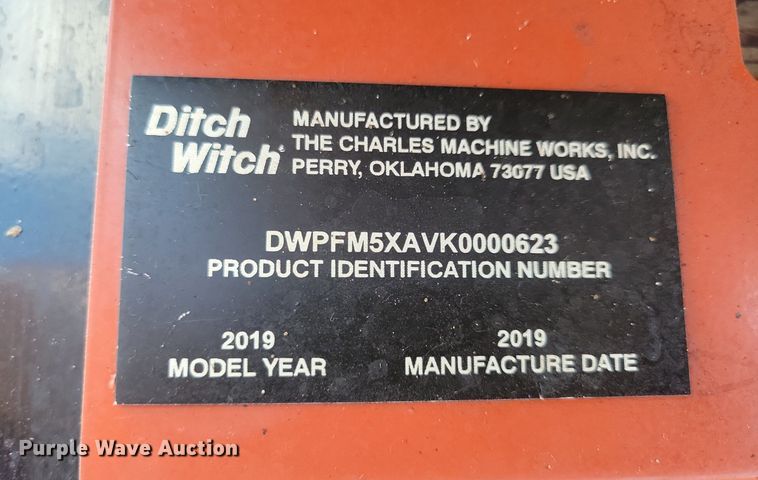 Ditch
Witch®
MANUFACTURED BY
THE CHARLES MACHINE WORKS, INC.
PERRY, OKLAHOMA 73077 USA
DWPFM5XAVK0000623
PRODUCT IDENTIFICATION NUMBER
2019
MODEL YEAR
2019
MANUFACTURE DATE
Purple Wave Auction